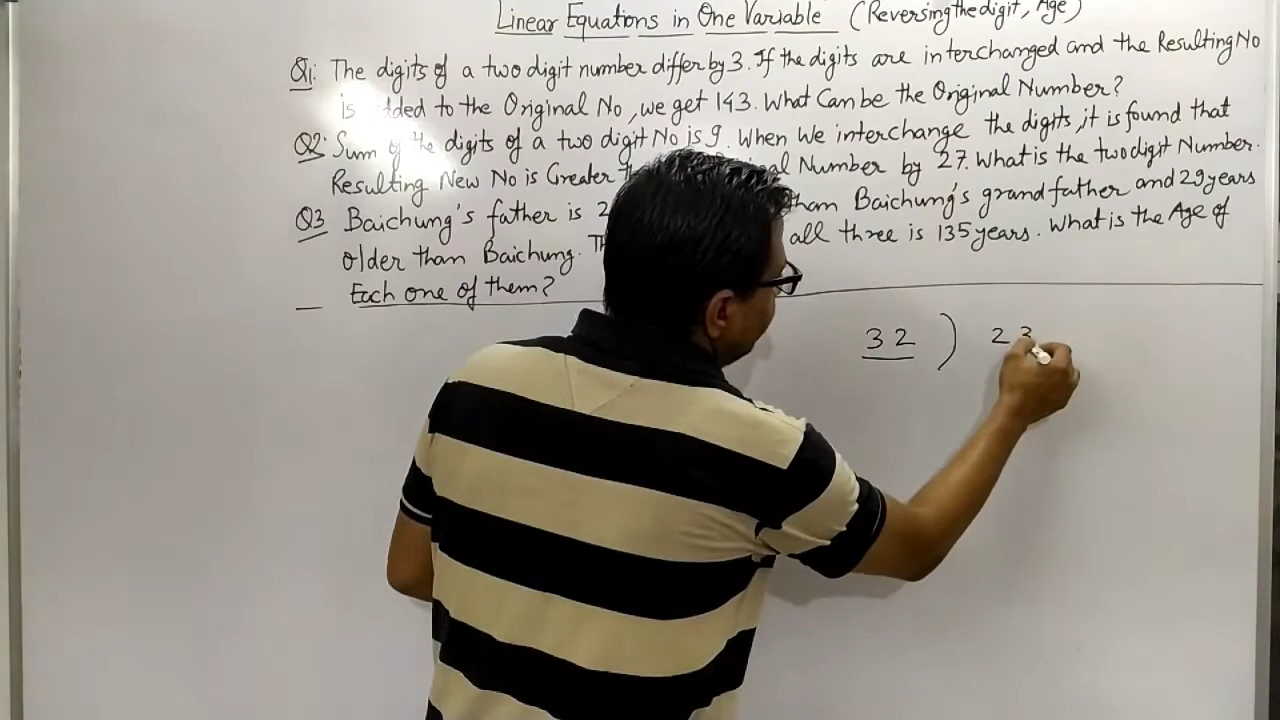 Linear Equations in One Variable (Reversing the digit, Age)
Q1: The digits of a two digit number differ by 3. If the digits are interchanged and the Resulting No
is added to the Original No, we get 143. What Can be the Original Number?
Q2: Sum of the digits of a two digit No is 9. When We interchange the digits, it is found that
Resulting New No is Greater Number by 27. What is the two digit Number.
Q3 Baichung's father is 2 than Baichung's grand father and 29 years
older than Baichung. all three is 135 years. What is the Age of
Each one of them?
32 ) 23